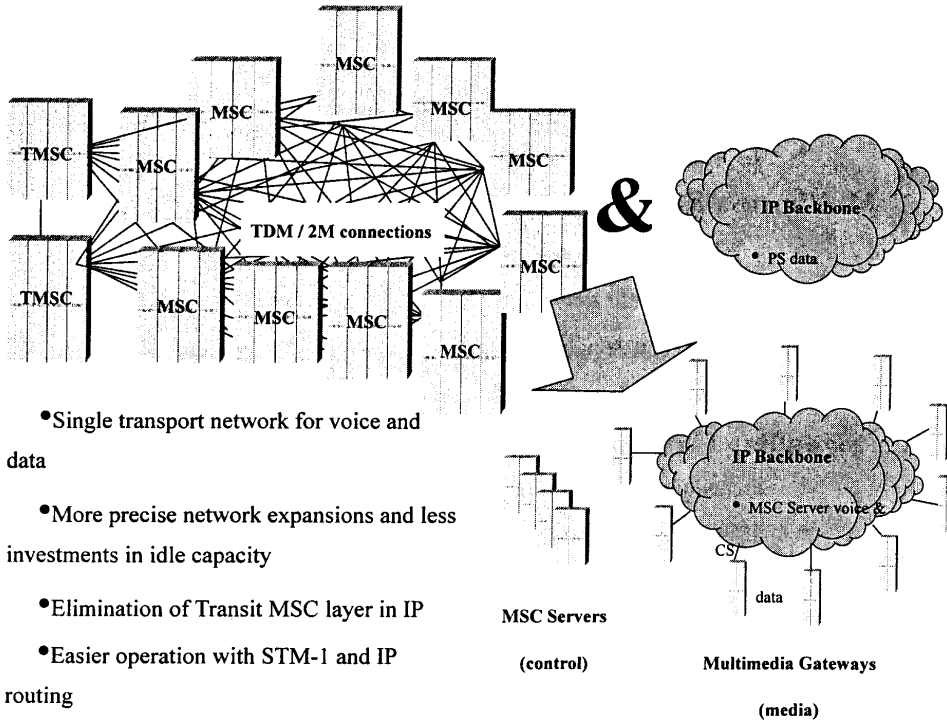 MSC
MSC
MSC
MSC
MSC
TMSC
MSC
IP Backbone
• PS data
&
TDM / 2M connections
MSC
TMSC
MSC
MSC
MSC
MSC
•Single transport network for voice and
data
•More precise network expansions and less
investments in idle capacity
•Elimination of Transit MSC layer in IP
•Easier operation with STM-1 and IP
routing
IP Backbone
• MSC Server voice &
CS
data
MSC Servers
(control)
Multimedia Gateways
(media)